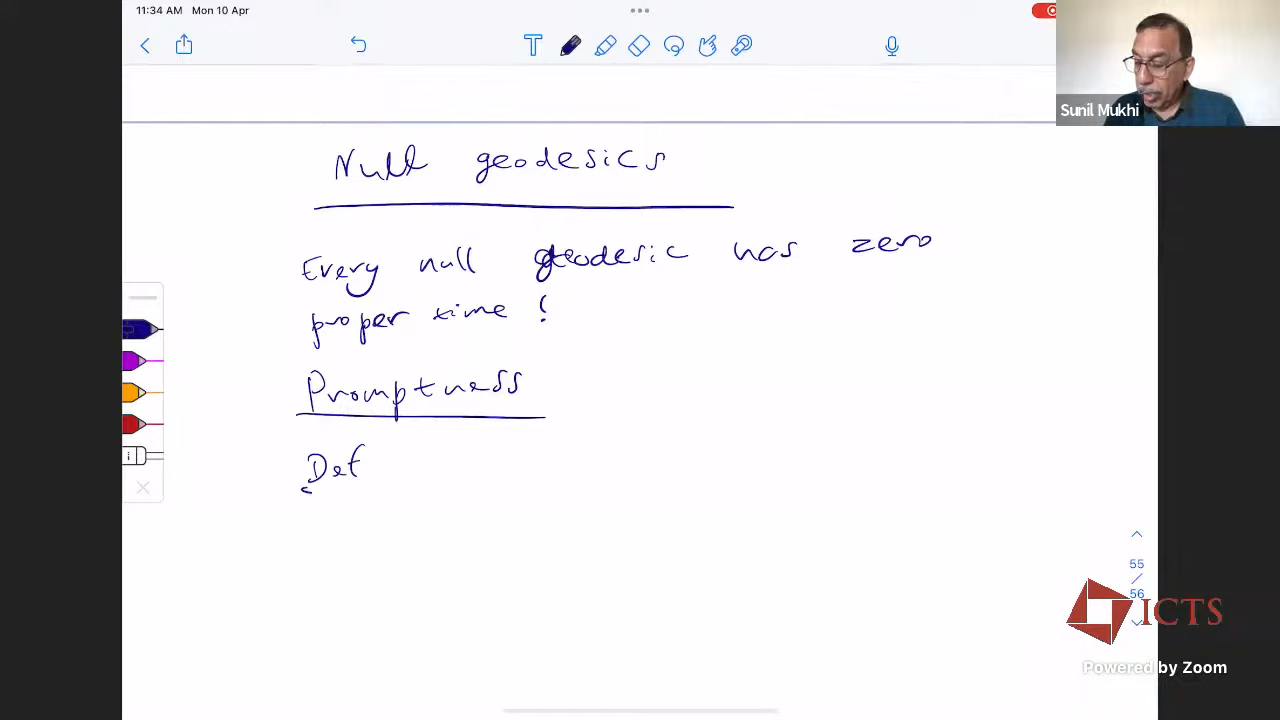 11:34 AM Mon 10 Apr
Sunil Mukhi
Null geodesics
Every null geodesic has zero
proper time !
Promptness
Def
55
/
56
ICTS
Powered by Zoom